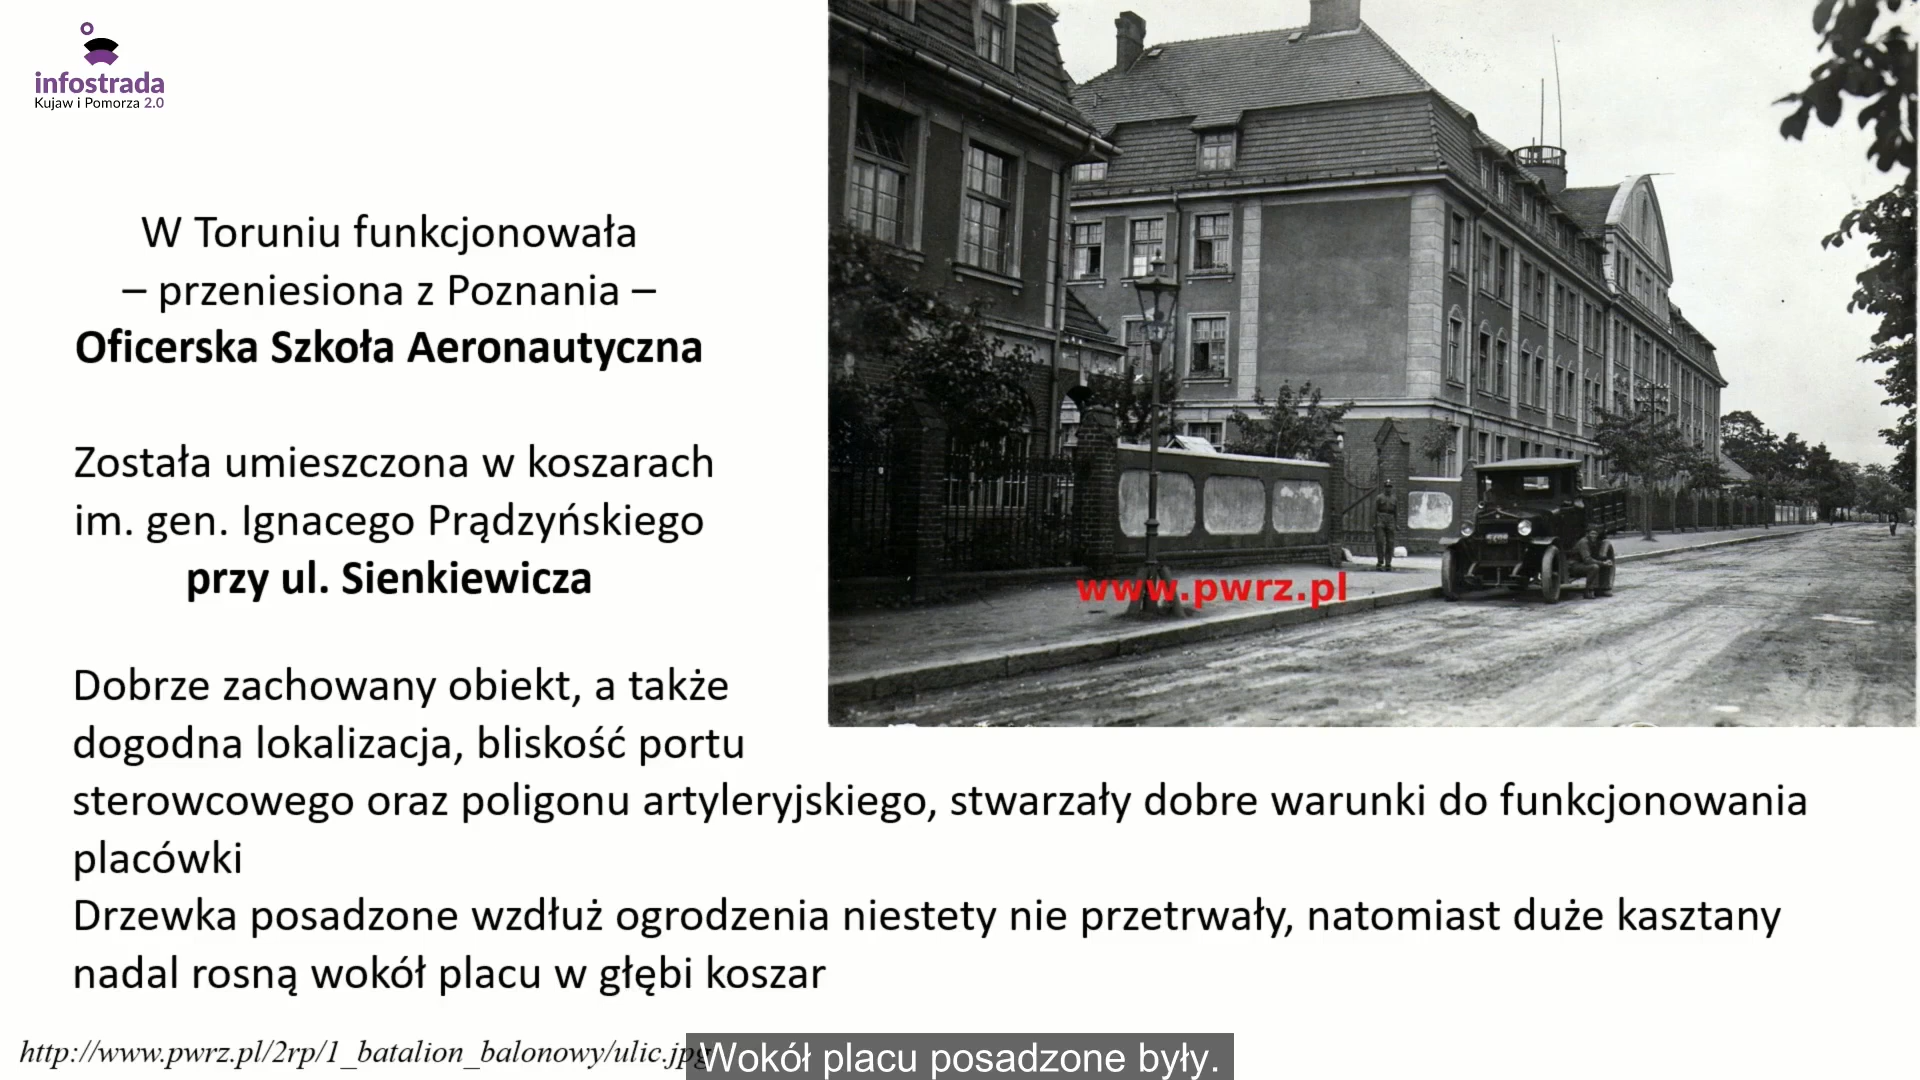 infostrada
Kujaw i Pomorza 2.0
W Toruniu funkcjonowała
– przeniesiona z Poznania –
Oficerska Szkoła Aeronautyczna
Została umieszczona w koszarach
im. gen. Ignacego Prądzyńskiego
przy ul. Sienkiewicza
www.pwrz.pl
Dobrze zachowany obiekt, a także
dogodna lokalizacja, bliskość portu
sterowcowego oraz poligonu artyleryjskiego, stwarzały dobre warunki do funkcjonowania
placówki
Drzewka posadzone wzdłuż ogrodzenia niestety nie przetrwały, natomiast duże kasztany
nadal rosną wokół placu w głębi koszar
http://www.pwrz.pl/2rp/1_batalion_balonowy/ulic.jpg
Wokół placu posadzone były.